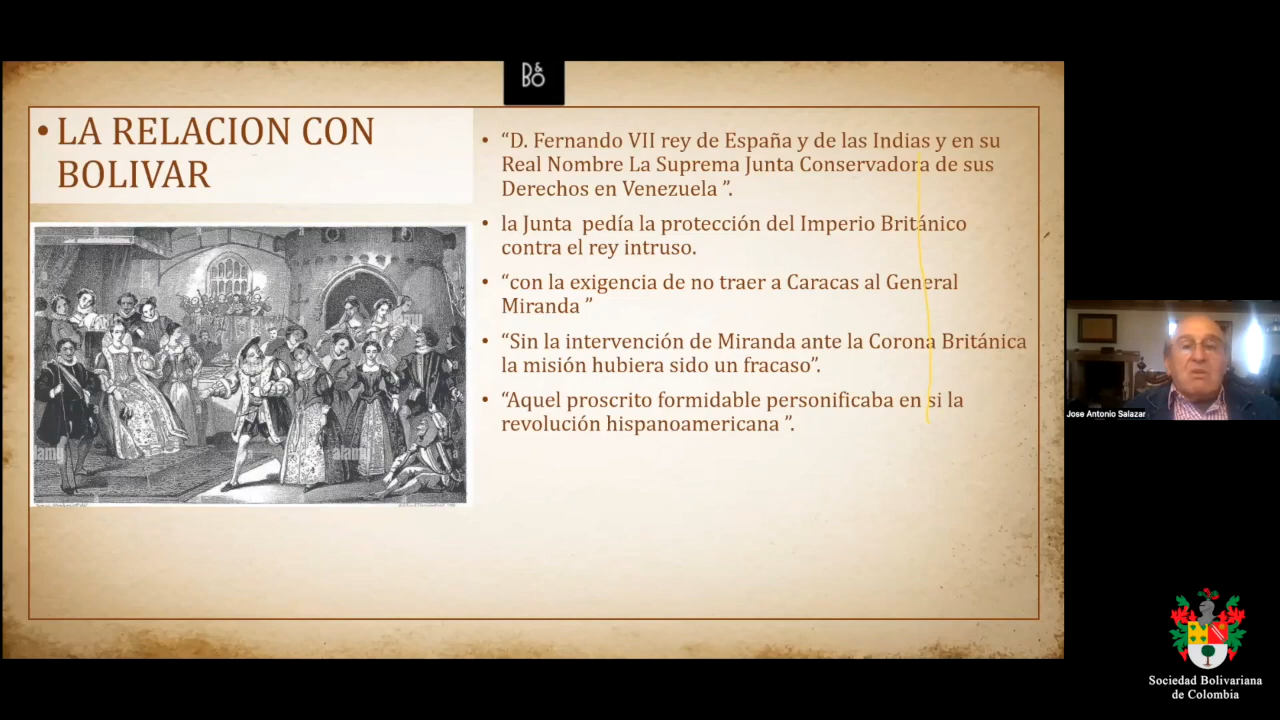 B&O
• LA RELACION CON
BOLIVAR
• “D. Fernando VII rey de España y de las Indias y en su
Real Nombre La Suprema Junta Conservadora de sus
Derechos en Venezuela ”.
• la Junta pedía la protección del Imperio Británico
contra el rey intruso.
• “con la exigencia de no traer a Caracas al General
Miranda ”
• “Sin la intervención de Miranda ante la Corona Británica
la misión hubiera sido un fracaso”.
• “Aquel proscrito formidable personificaba en si la
revolución hispanoamericana ”.
alamy
alamy
Jose Antonio Salazar
Sociedad Bolivariana
de Colombia